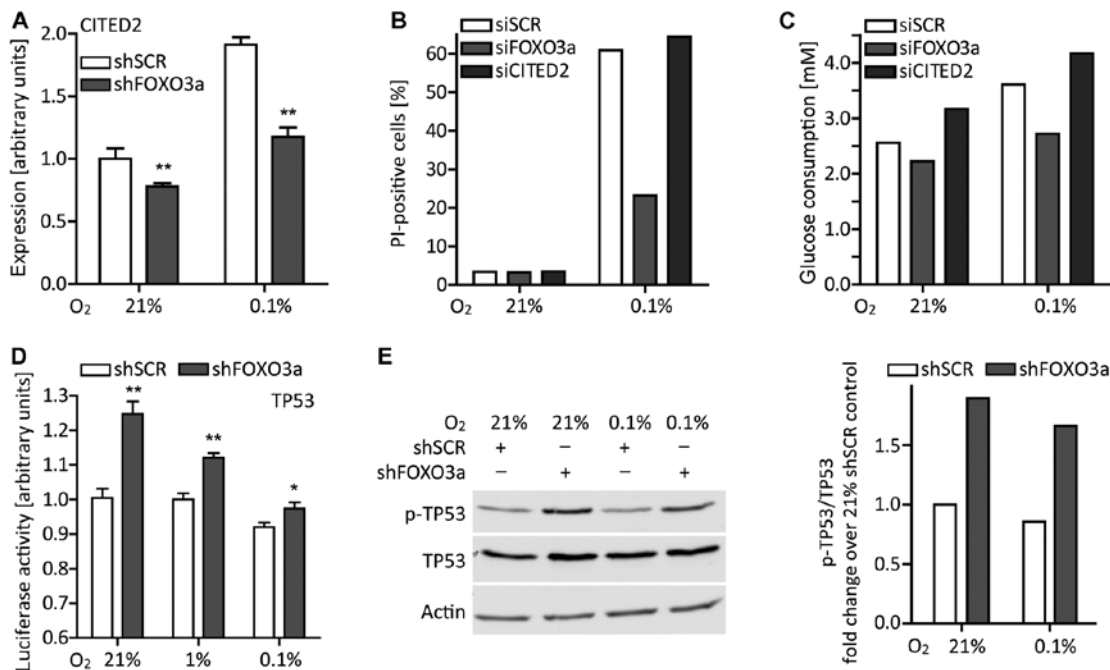 A
CITED2
shSCR
shFOXO3a
Expression [arbitrary units]
2.0
1.5
1.0
0.5
0.0
**
**
O2
21%
0.1%
B
siSCR
siFOXO3a
siCITED2
PI-positive cells [%]
60
50
40
30
20
10
0
O2
21%
0.1%
C
siSCR
siFOXO3a
siCITED2
Glucose consumption [mM]
4.0
3.0
2.0
1.0
0.0
O2
21%
0.1%
D
shSCR
shFOXO3a
TP53
Luciferase activity [arbitrary units]
1.3
1.2
1.1
1.0
0.9
0.8
0.7
0.6
**
**
*
O2
21%
1%
0.1%
E
O2 21% 21% 0.1% 0.1%
shSCR + – + –
shFOXO3a – + – +
p-TP53
TP53
Actin
shSCR
shFOXO3a
p-TP53/TP53
fold change over 21% shSCR control
1.5
1.0
0.5
0.0
O2
21%
0.1%